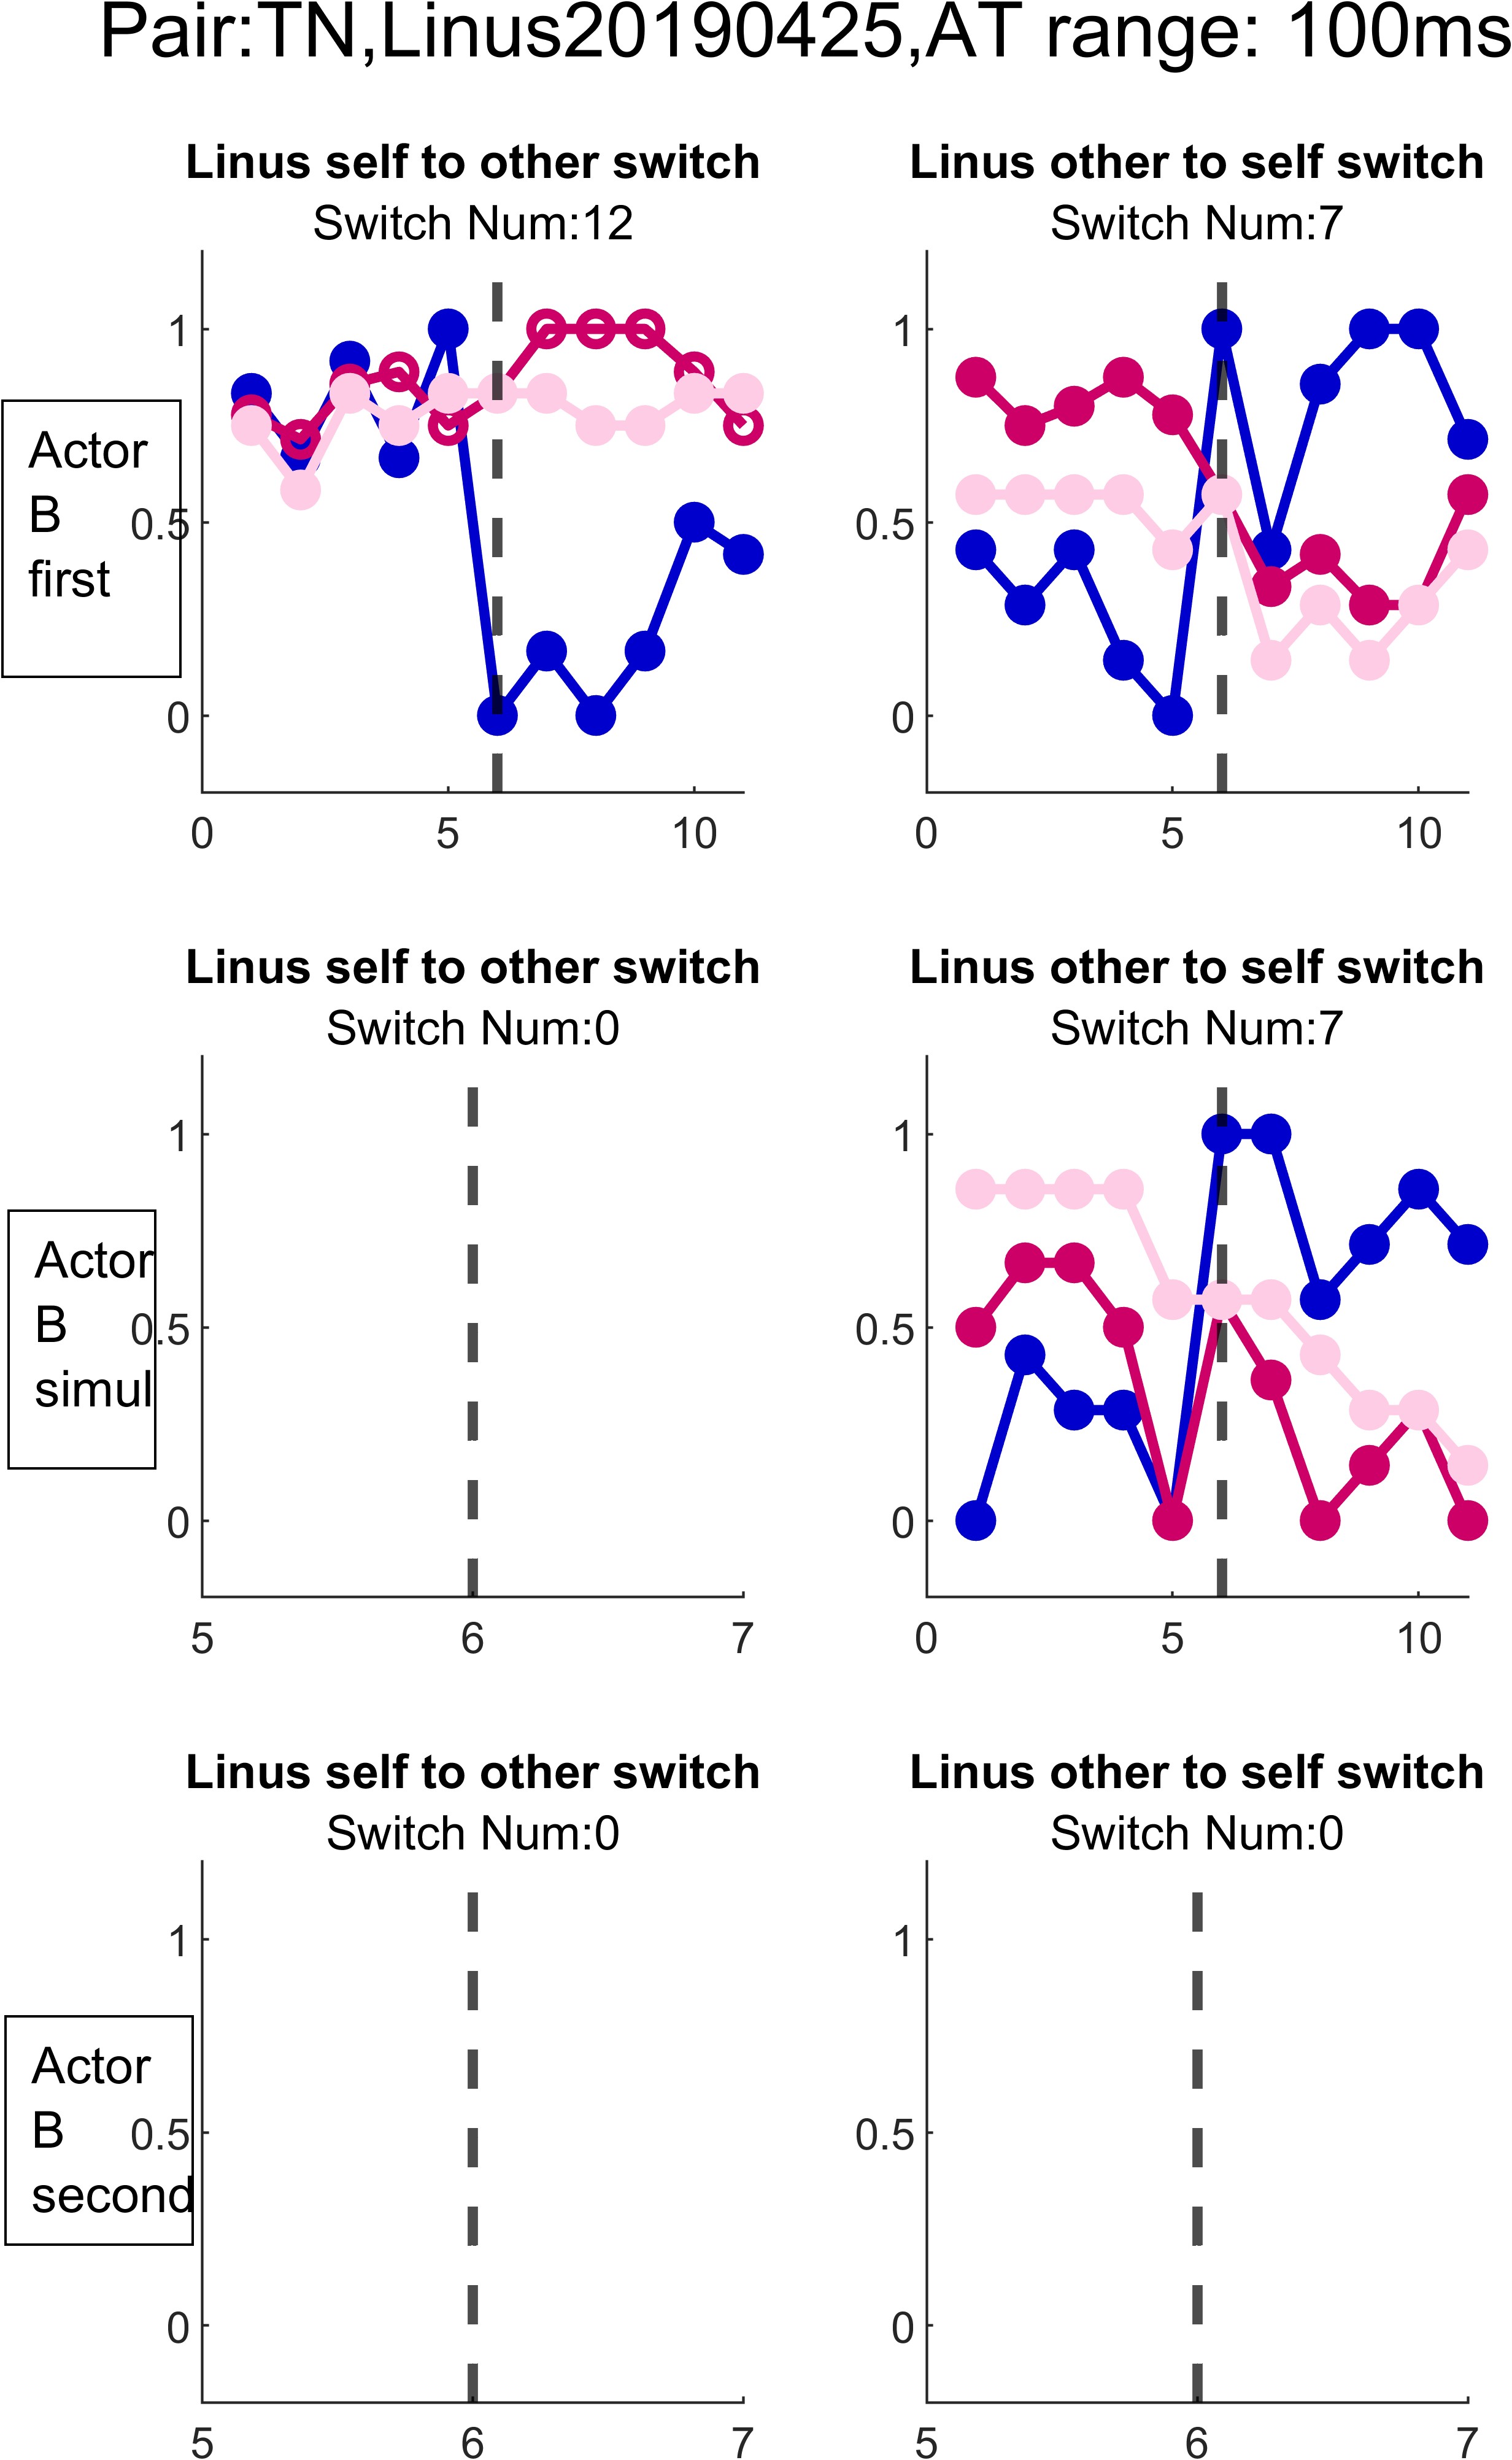 Pair:TN,Linus20190425,AT range: 100ms
Linus self to other switch
Switch Num:12
Linus other to self switch
Switch Num:7
Actor
B
first
1
0.5
0
0
5
10
1
0.5
0
0
5
10
Linus self to other switch
Switch Num:0
Linus other to self switch
Switch Num:7
Actor
B
simul
1
0.5
0
5
6
7
1
0.5
0
0
5
10
Linus self to other switch
Switch Num:0
Linus other to self switch
Switch Num:0
Actor
B
second
1
0.5
0
5
6
7
1
0.5
0
5
6
7